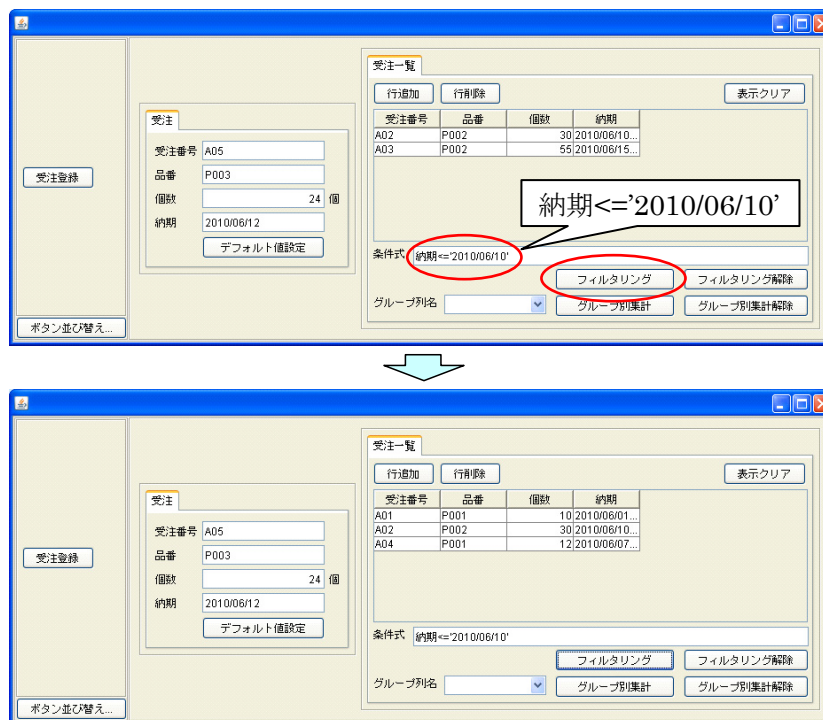 受注一覧
行追加 行削除 表示クリア
受注番号 品番 個数 納期
A02 P002 30 2010/06/10...
A03 P002 55 2010/06/15...
受注
受注番号 A05
品番 P003
個数 24 個
納期 2010/06/12
デフォルト値設定
受注登録
納期<='2010/06/10’
条件式 納期<='2010/06/10'
フィルタリング フィルタリング解除
グループ列名 グループ別集計 グループ別集計解除
ボタン並び替え...
受注一覧
行追加 行削除 表示クリア
受注番号 品番 個数 納期
A01 P001 10 2010/06/01...
A02 P002 30 2010/06/10...
A04 P001 12 2010/06/07...
受注
受注番号 A05
品番 P003
個数 24 個
納期 2010/06/12
デフォルト値設定
受注登録
条件式 納期<='2010/06/10'
フィルタリング フィルタリング解除
グループ列名 グループ別集計 グループ別集計解除
ボタン並び替え...